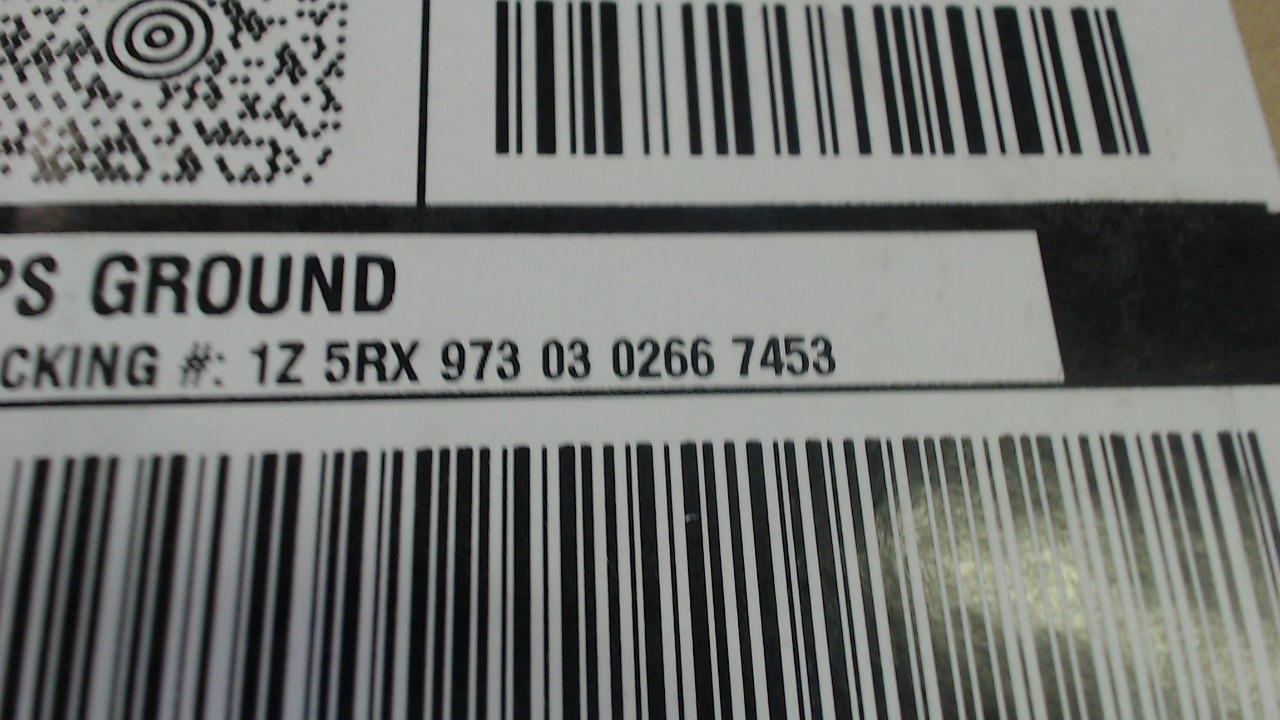 PS GROUND
CKING #: 1Z 5RX 973 03 0266 7453